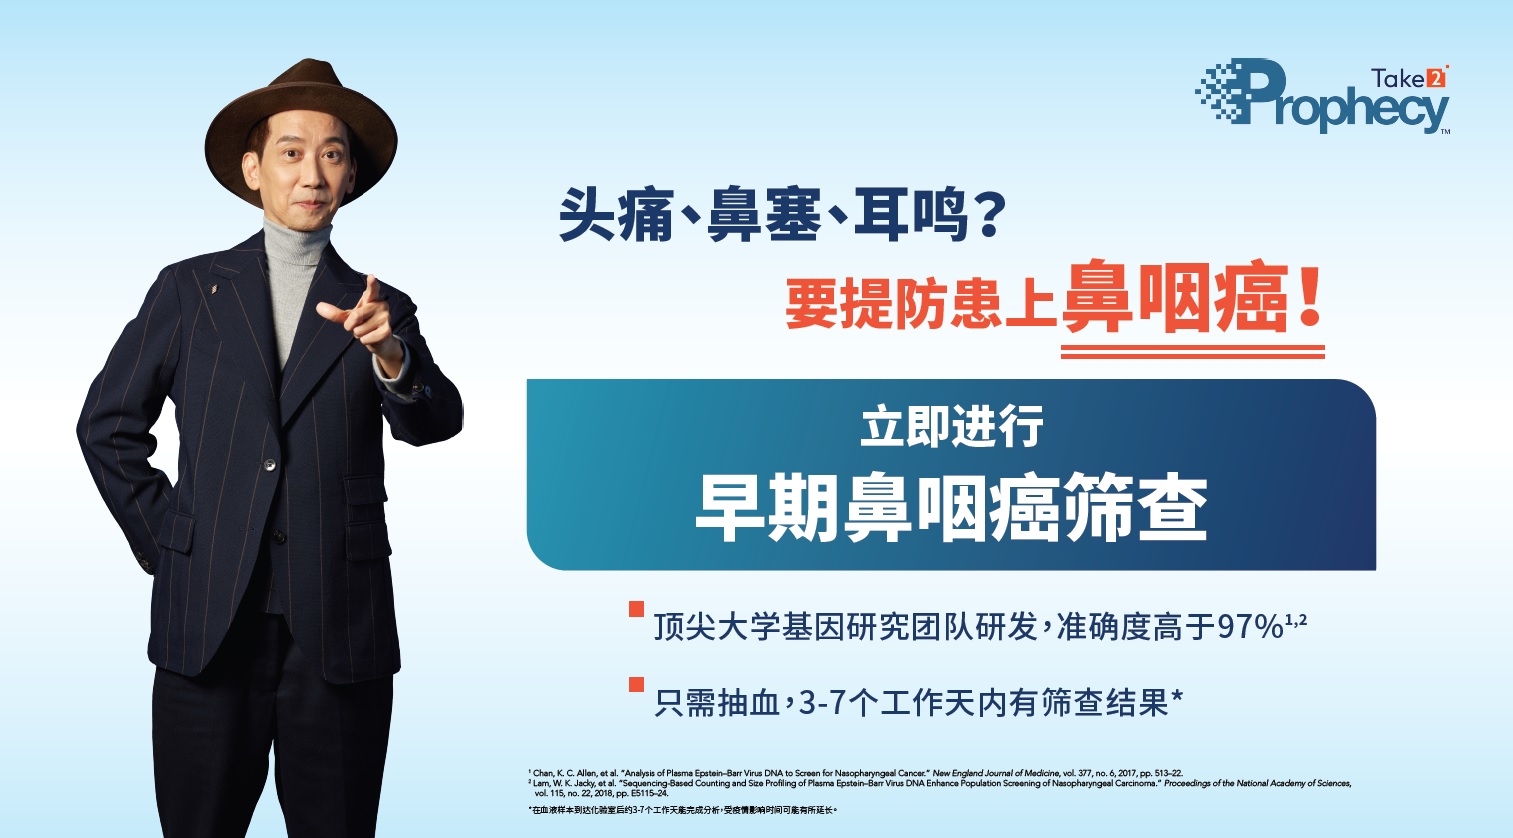 Take2
Prophecy™
头痛、鼻塞、耳鸣？
要提防患上鼻咽癌！
立即进行
早期鼻咽癌筛查
顶尖大学基因研究团队研发，准确度高于97%1,2
只需抽血，3-7个工作天内有筛查结果*
1 Chan, K. C. Allen, et al. “Analysis of Plasma Epstein–Barr Virus DNA to Screen for Nasopharyngeal Cancer.” New England Journal of Medicine, vol. 377, no. 6, 2017, pp. 513–22.
2 Lam, W. K. Jacky, et al. “Sequencing-Based Counting and Size Profiling of Plasma Epstein–Barr Virus DNA Enhance Population Screening of Nasopharyngeal Carcinoma.” Proceedings of the National Academy of Sciences,
vol. 115, no. 22, 2018, pp. E5115–24.
*在血液样本到达化验室后约3-7个工作天能完成分析，受疫情影响时间可能有所延长。